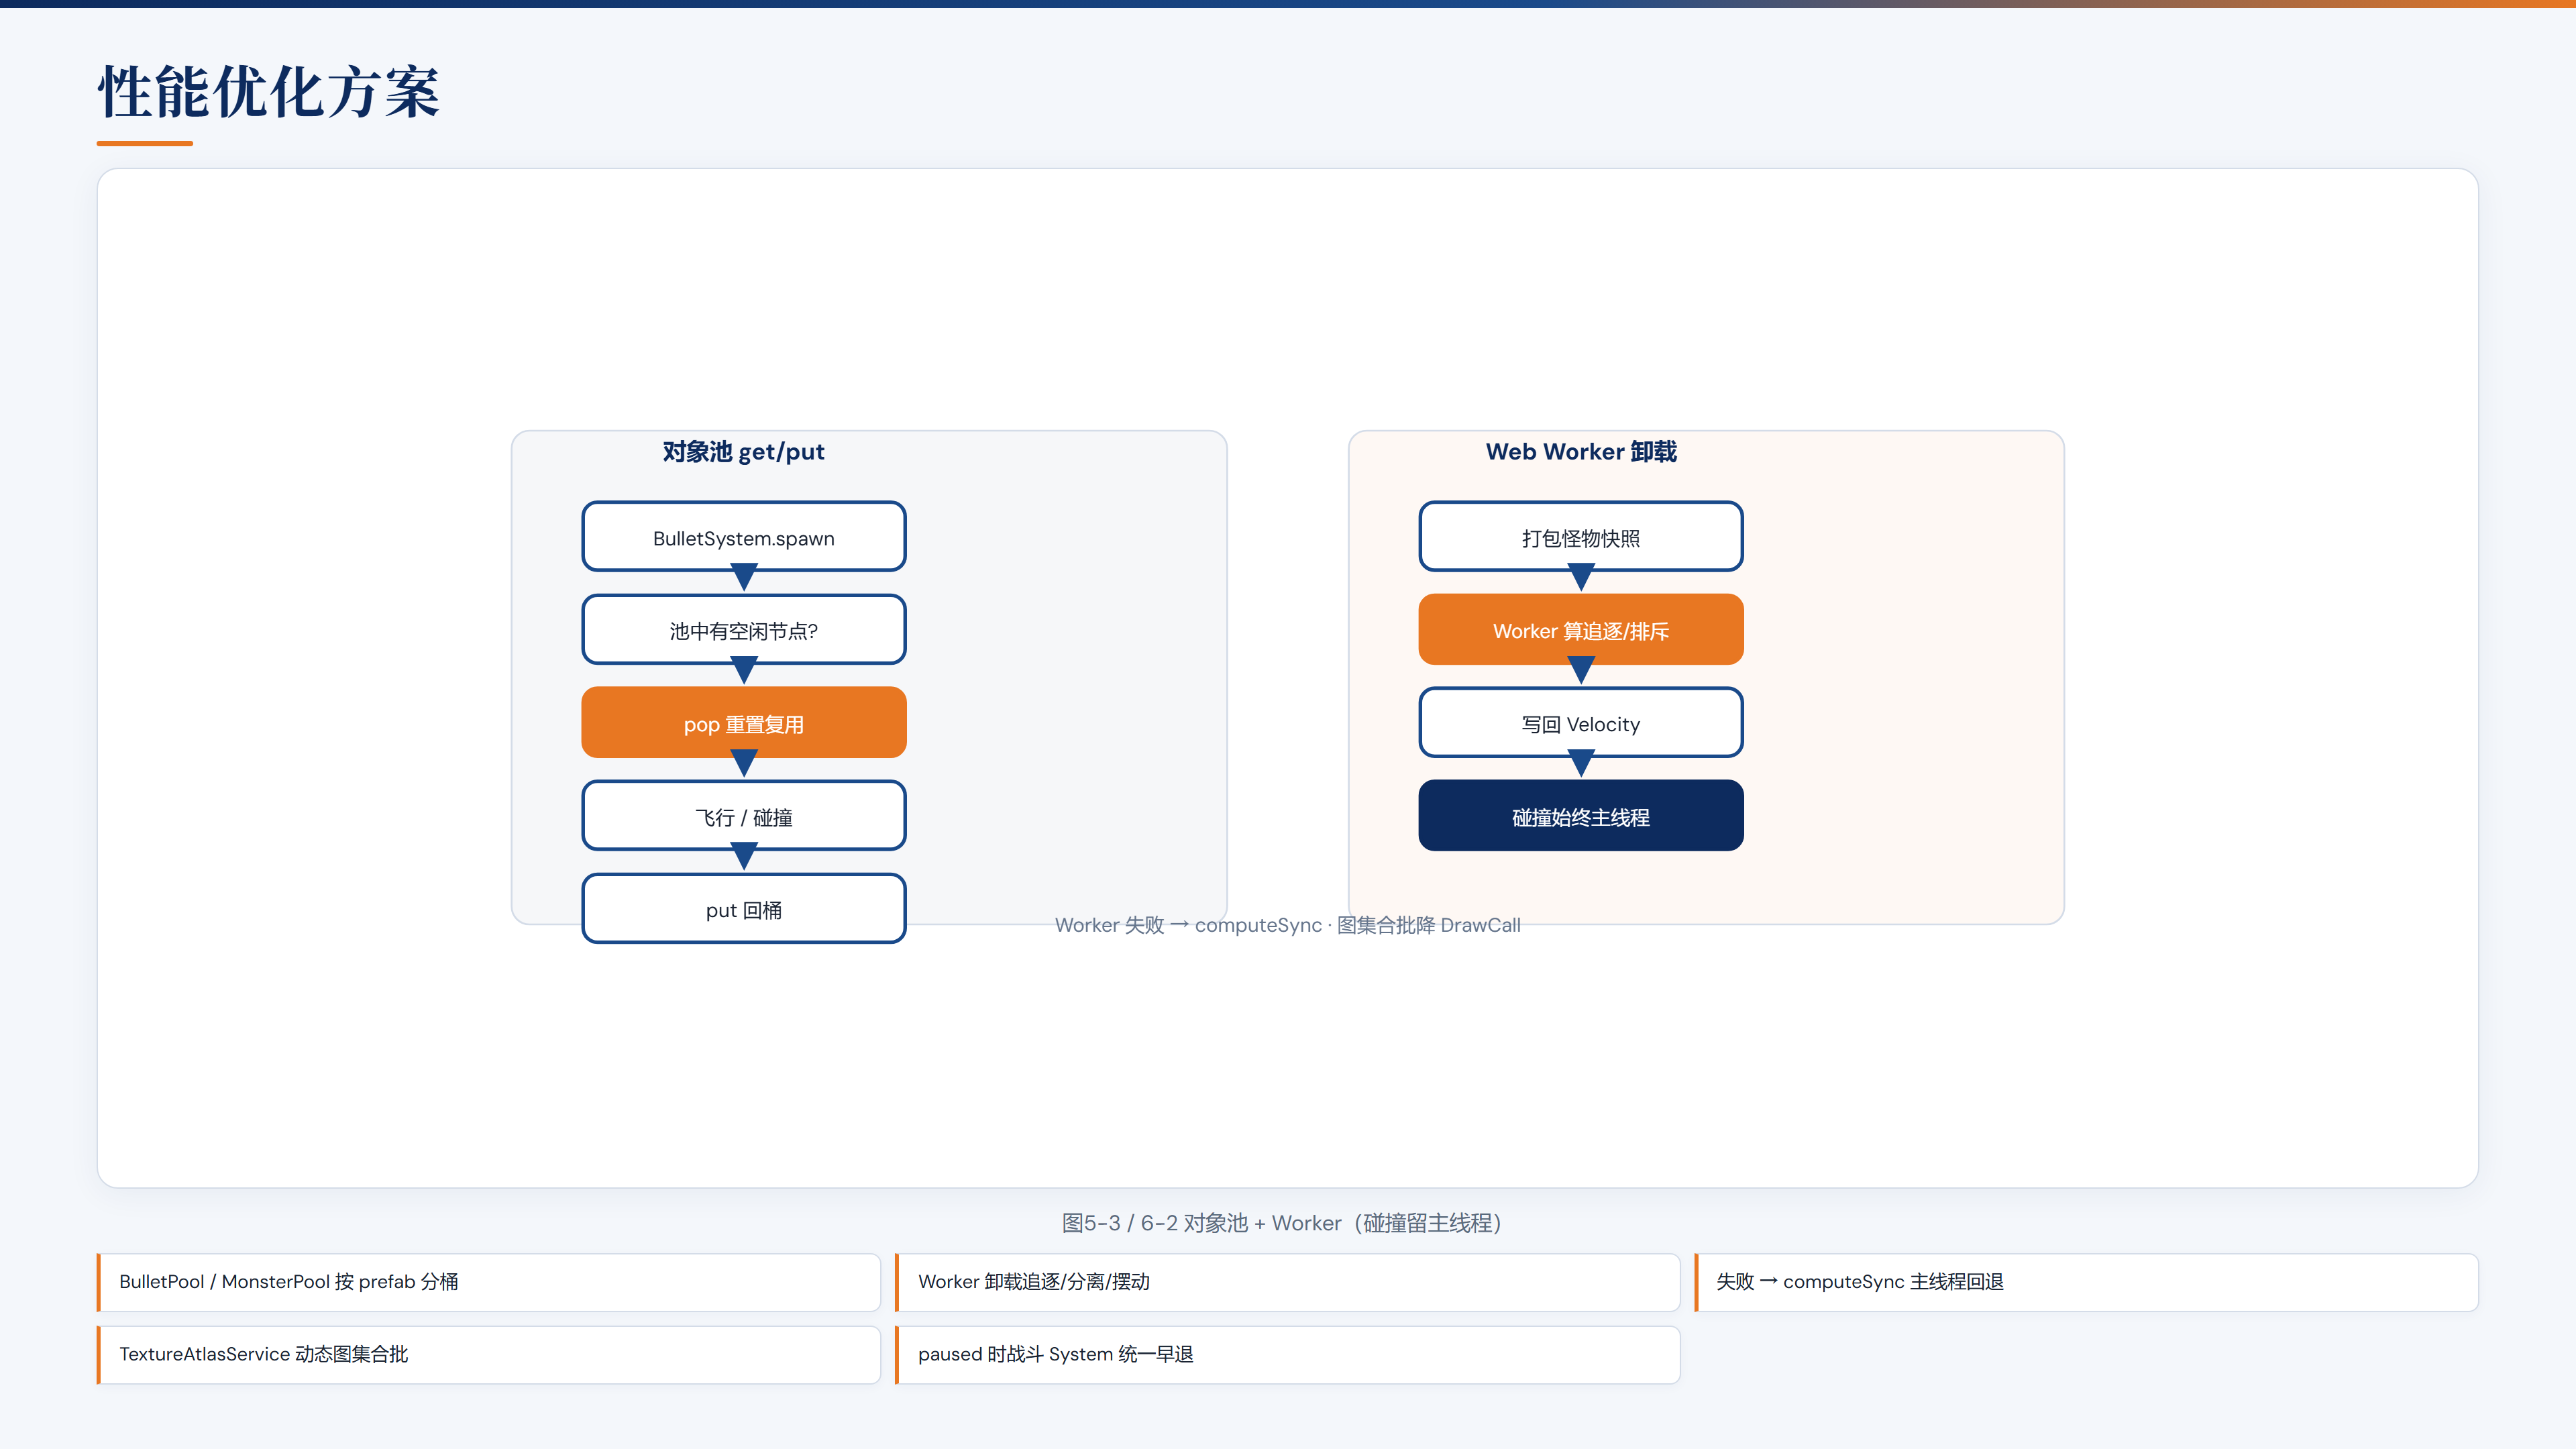 性能优化方案
对象池 get/put
BulletSystem.spawn
池中有空闲节点?
pop 重置复用
飞行 / 碰撞
put 回桶
Web Worker 卸载
打包怪物快照
Worker 算追逐/排斥
写回 Velocity
碰撞始终主线程
Worker 失败 → computeSync · 图集合批降 DrawCall
图5-3 / 6-2 对象池 + Worker（碰撞留主线程）
BulletPool / MonsterPool 按 prefab 分桶
Worker 卸载追逐/分离/摆动
失败 → computeSync 主线程回退
TextureAtlasService 动态图集合批
paused 时战斗 System 统一早退